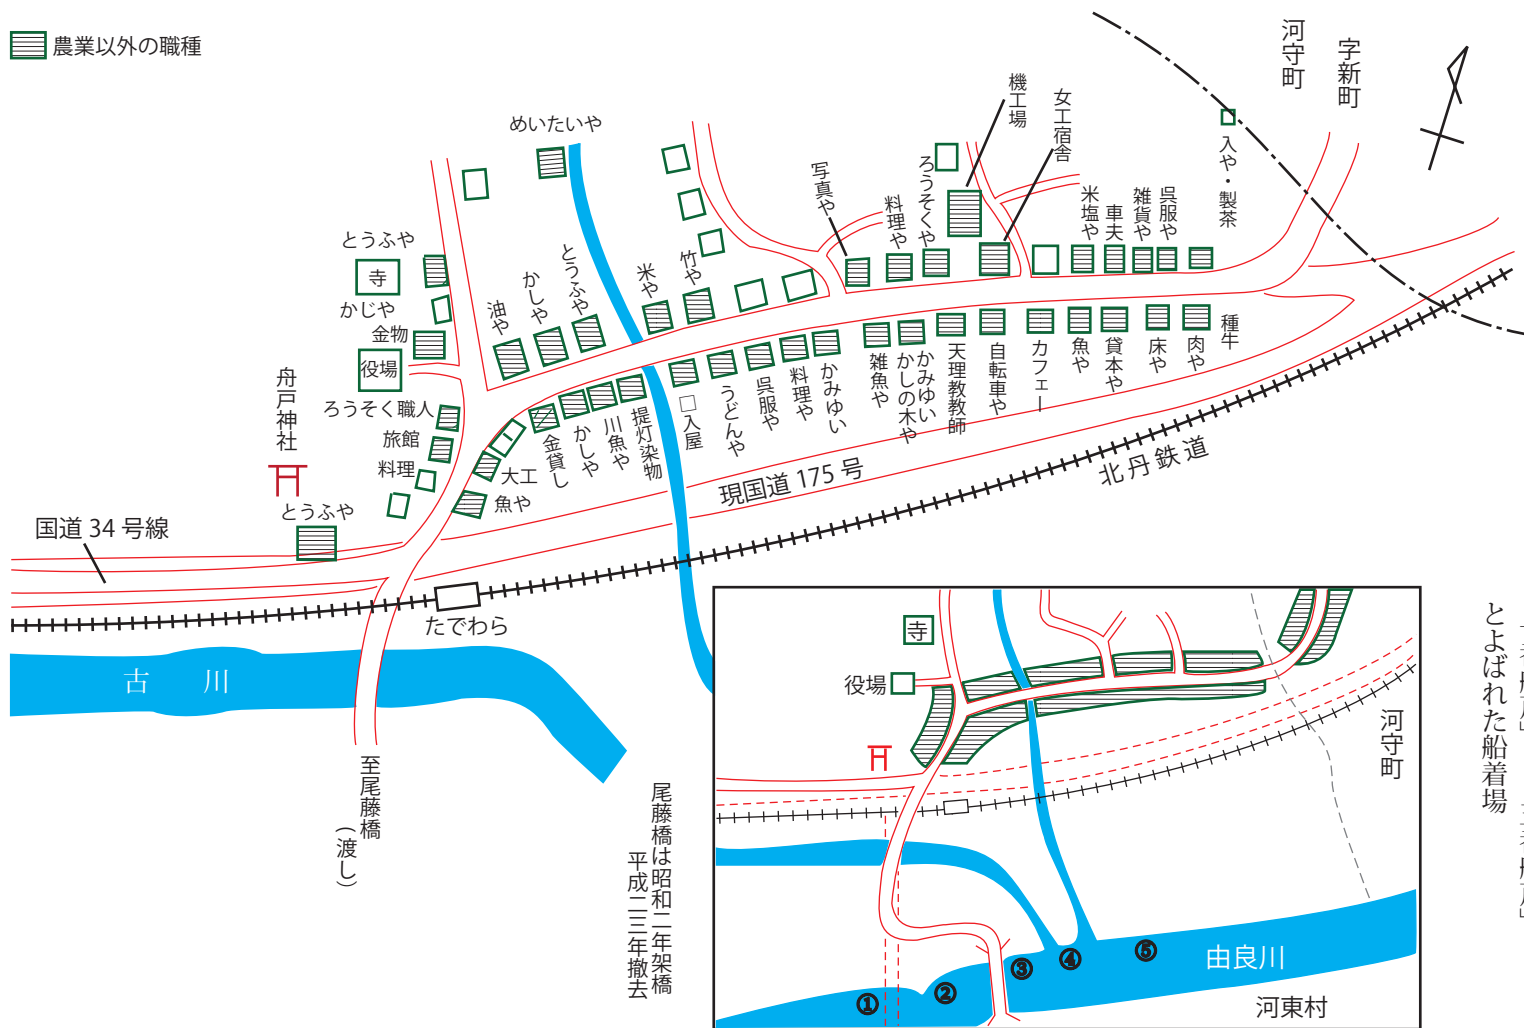 農業以外の職種
河守町
字新町
機工場
女工宿舎
入や・製茶
めいたいや
写真や
料理や
ろうそくや
米塩や
車夫
雑貨や
呉服や
とうふや
寺
かじや
金物
役場
油や
かしや
とうふや
米や
竹や
舟戸神社
ろうそく職人
旅館
料理
とうふや
大工
魚や
金貸し
かしや
川魚や
提灯染物
□入屋
うどんや
呉服や
料理や
かみゆい
雑魚や
かみゆい
かしの木や
天理教教師
自転車や
カフェー
魚や
貸本や
床や
肉や
種牛
国道 34 号線
現国道 175 号
北丹鉄道
たでわら
古川
至尾藤橋
（渡し）
尾藤橋は昭和二年架橋
平成二三年撤去
寺
役場
河守町
①
②
③
④
⑤
由良川
河東村
とよばれた船着場